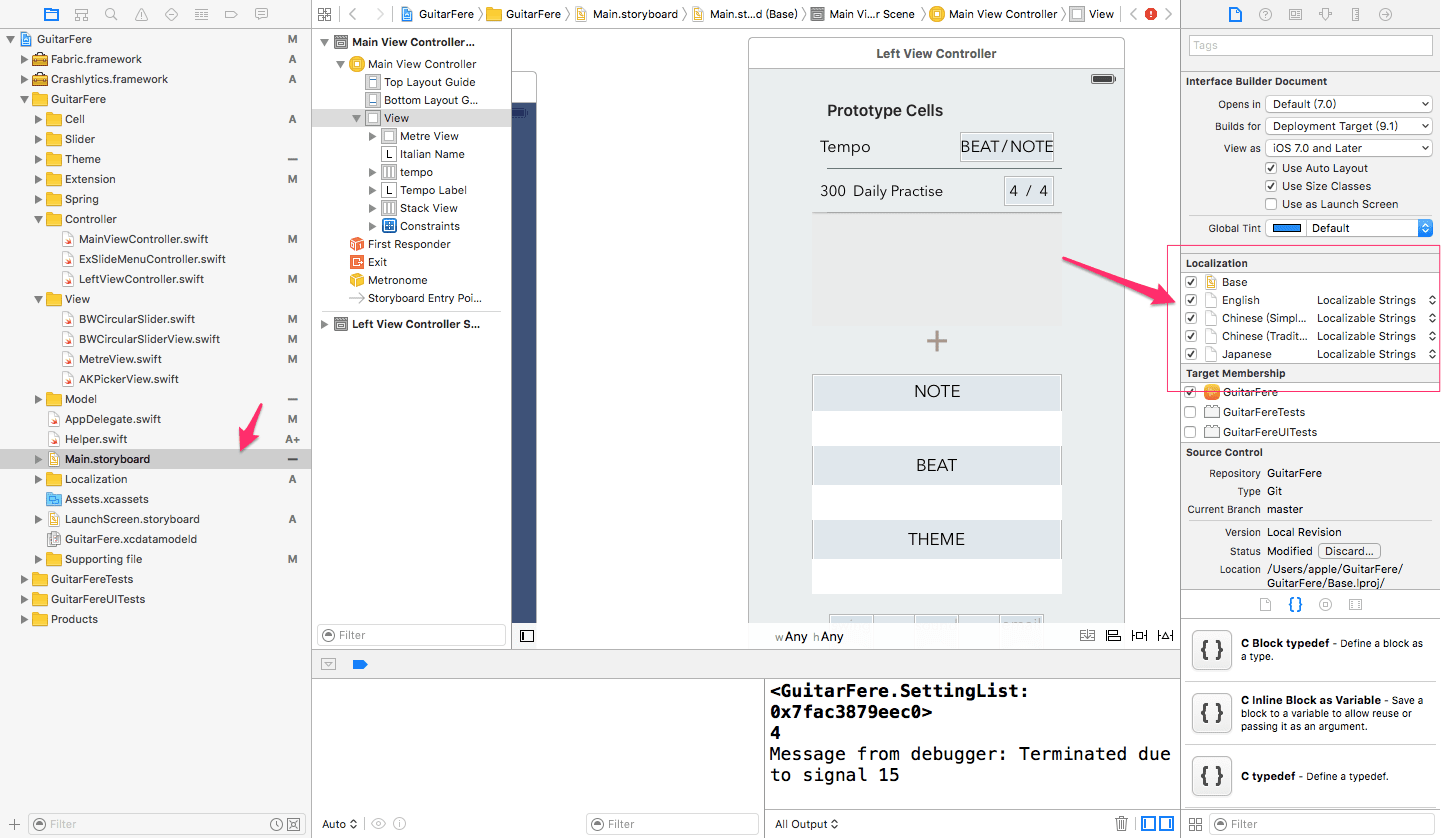 GuitarFere
M
Fabric.framework
A
Crashlytics.framework
A
GuitarFere
Cell
A
Slider
Theme
Extension
M
Spring
Controller
MainViewController.swift
M
ExSlideMenuController.swift
LeftViewController.swift
M
View
BWCircularSlider.swift
M
BWCircularSliderView.swift
M
MetreView.swift
M
AKPickerView.swift
Model
AppDelegate.swift
M
Helper.swift
A+
Main.storyboard
Localization
A
Assets.xcassets
LaunchScreen.storyboard
A
GuitarFere.xcdatamodeld
Supporting file
M
GuitarFereTests
GuitarFereUITests
Products
Filter
GuitarFere
GuitarFere
Main.storyboard
Main.st...d (Base)
Main Vi...r Scene
Main View Controller
View
Main View Controller...
Main View Controller
Top Layout Guide
Bottom Layout G...
View
Metre View
L Italian Name
tempo
L Tempo Label
Stack View
Constraints
First Responder
Exit
Metronome
Storyboard Entry Poi...
Left View Controller S...
Filter
Left View Controller
Prototype Cells
Tempo
BEAT/NOTE
300 Daily Practise
4 / 4
NOTE
BEAT
THEME
wAny hAny
Auto
Filter
<GuitarFere.SettingList:
0x7fac3879eec0>
4
Message from debugger: Terminated due
to signal 15
All Output
Tags
Interface Builder Document
Opens in Default (7.0)
Builds for Deployment Target (9.1)
View as iOS 7.0 and Later
Use Auto Layout
Use Size Classes
Use as Launch Screen
Global Tint Default
Localization
Base
English Localizable Strings
Chinese (Simpl... Localizable Strings
Chinese (Tradit... Localizable Strings
Japanese Localizable Strings
Target Membership
GuitarFere
GuitarFereTests
GuitarFereUITests
Source Control
Repository GuitarFere
Type Git
Current Branch master
Version Local Revision
Status Modified Discard...
Location /Users/apple/GuitarFere/
GuitarFere/Base.lproj/
{ }
{ } C Block typedef - Define a block as
a type.
{ } C Inline Block as Variable - Save a
block to a variable to allow reuse or
passing it as an argument.
{ } C typedef - Define a typedef.
Filter